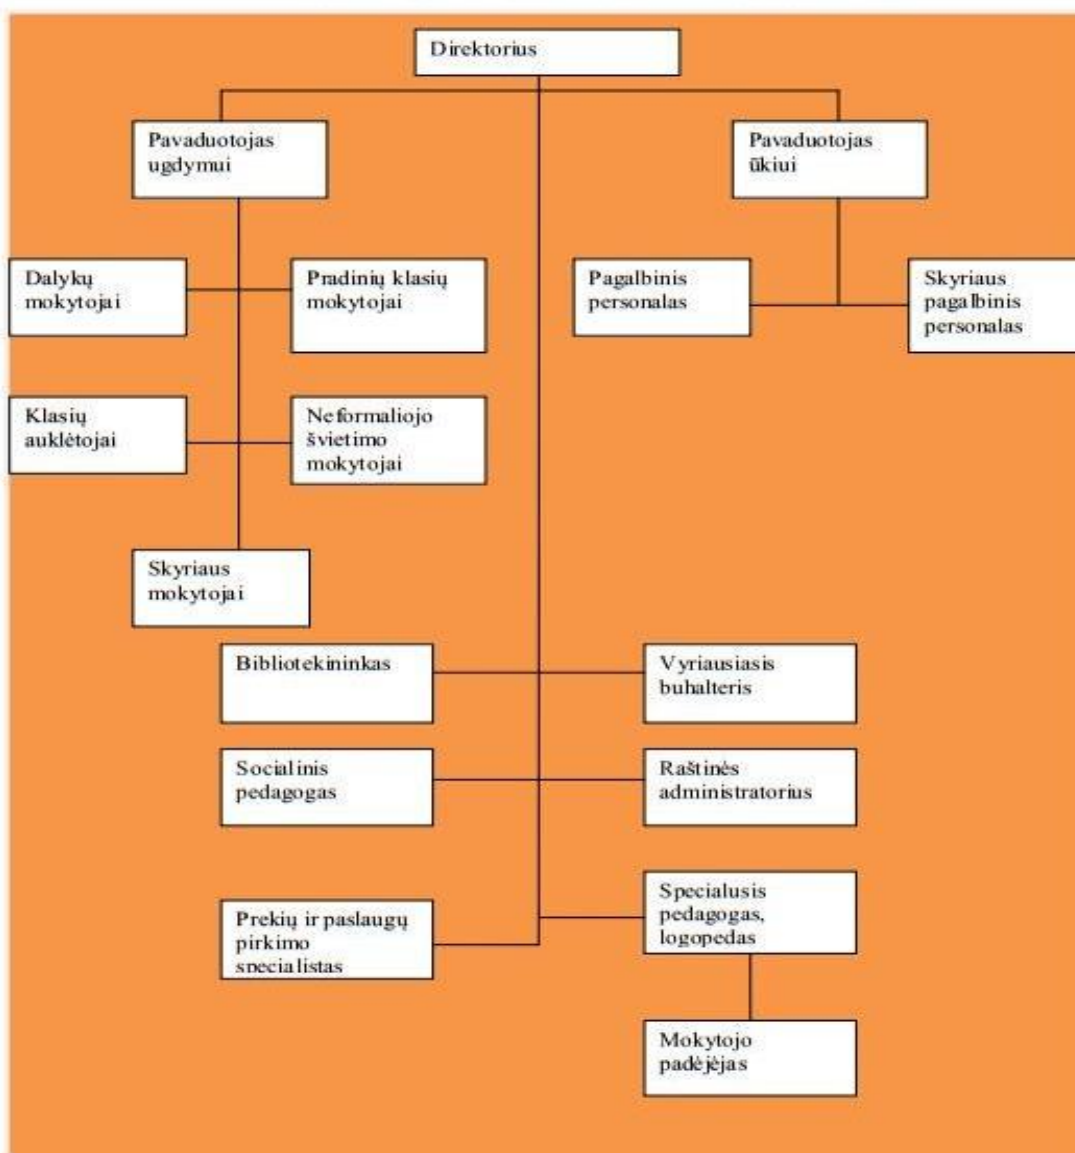 Direktorius
Pavaduotojas
ugdymui
Pavaduotojas
ūkiui
Dalykų
mokytojai
Pradinių klasių
mokytojai
Pagalbinis
personalas
Skyriaus
pagalbinis
personalas
Klasių
auklėtojai
Neformaliojo
švietimo
mokytojai
Skyriaus
mokytojai
Bibliotekininkas
Vyriausiasis
buhalteris
Socialinis
pedagogas
Raštinės
administratorius
Prekių ir paslaugų
pirkimo
specialistas
Specialusis
pedagogas,
logopedas
Mokytojo
padėjėjas